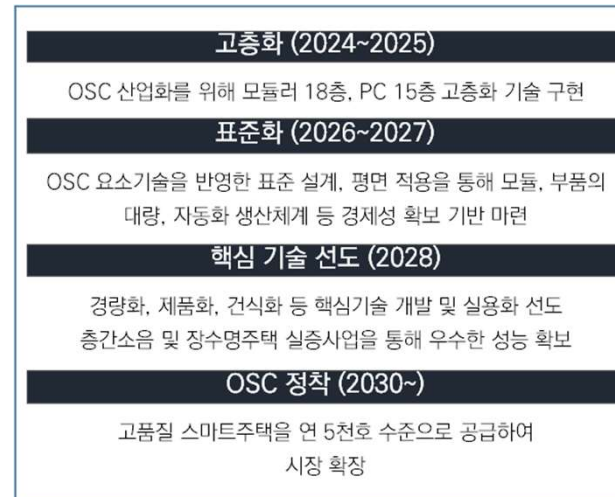 고층화 (2024~2025)
OSC 산업화를 위해 모듈러 18층, PC 15층 고층화 기술 구현
표준화 (2026~2027)
OSC 요소기술을 반영한 표준 설계, 평면 적용을 통해 모듈, 부품의
대량, 자동화 생산체계 등 경제성 확보 기반 마련
핵심 기술 선도 (2028)
경량화, 제품화, 건식화 등 핵심기술 개발 및 실용화 선도
층간소음 및 장수명주택 실증사업을 통해 우수한 성능 확보
OSC 정착 (2030~)
고품질 스마트주택을 연 5천호 수준으로 공급하여
시장 확장